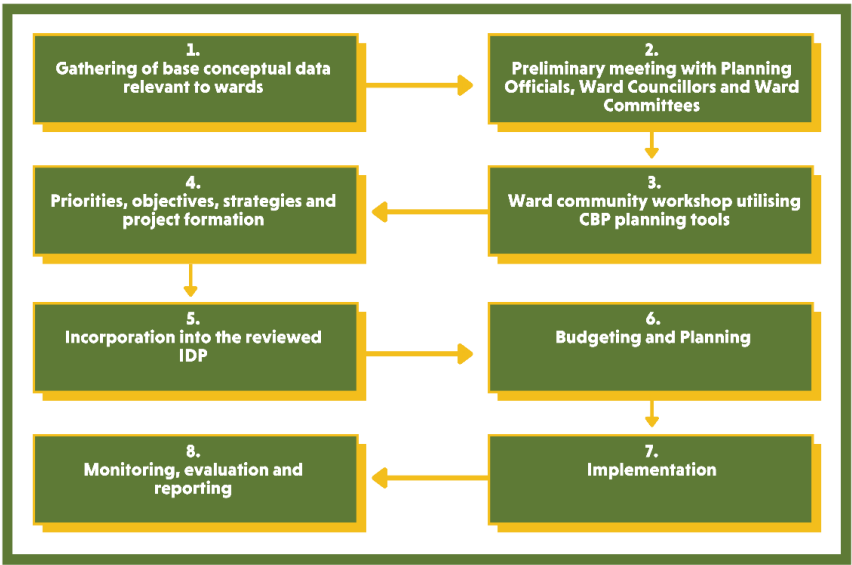 1.
Gathering of base conceptual data
relevant to wards
2.
Preliminary meeting with Planning
Officials, Ward Councillors and Ward
Committees
3.
Ward community workshop utilising
CBP planning tools
4.
Priorities, objectives, strategies and
project formation
5.
Incorporation into the reviewed
IDP
6.
Budgeting and Planning
7.
Implementation
8.
Monitoring, evaluation and
reporting